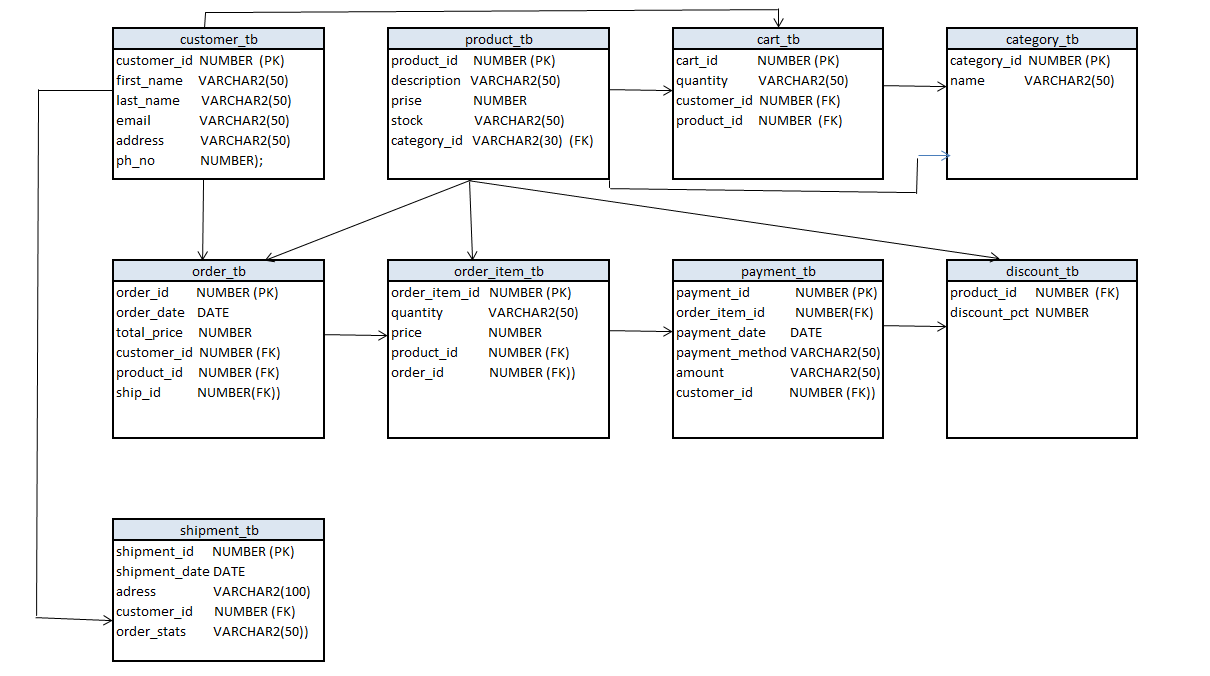 customer_tb
customer_id NUMBER (PK)
first_name VARCHAR2(50)
last_name VARCHAR2(50)
email VARCHAR2(50)
address VARCHAR2(50)
ph_no NUMBER);
product_tb
product_id NUMBER (PK)
description VARCHAR2(50)
prise NUMBER
stock VARCHAR2(50)
category_id VARCHAR2(30) (FK)
cart_tb
cart_id NUMBER (PK)
quantity VARCHAR2(50)
customer_id NUMBER (FK)
product_id NUMBER (FK)
category_tb
category_id NUMBER (PK)
name VARCHAR2(50)
order_tb
order_id NUMBER (PK)
order_date DATE
total_price NUMBER
customer_id NUMBER (FK)
product_id NUMBER (FK)
ship_id NUMBER(FK))
order_item_tb
order_item_id NUMBER (PK)
quantity VARCHAR2(50)
price NUMBER
product_id NUMBER (FK)
order_id NUMBER (FK))
payment_tb
payment_id NUMBER (PK)
order_item_id NUMBER(FK)
payment_date DATE
payment_method VARCHAR2(50)
amount VARCHAR2(50)
customer_id NUMBER (FK))
discount_tb
product_id NUMBER (FK)
discount_pct NUMBER
shipment_tb
shipment_id NUMBER (PK)
shipment_date DATE
adress VARCHAR2(100)
customer_id NUMBER (FK)
order_stats VARCHAR2(50))